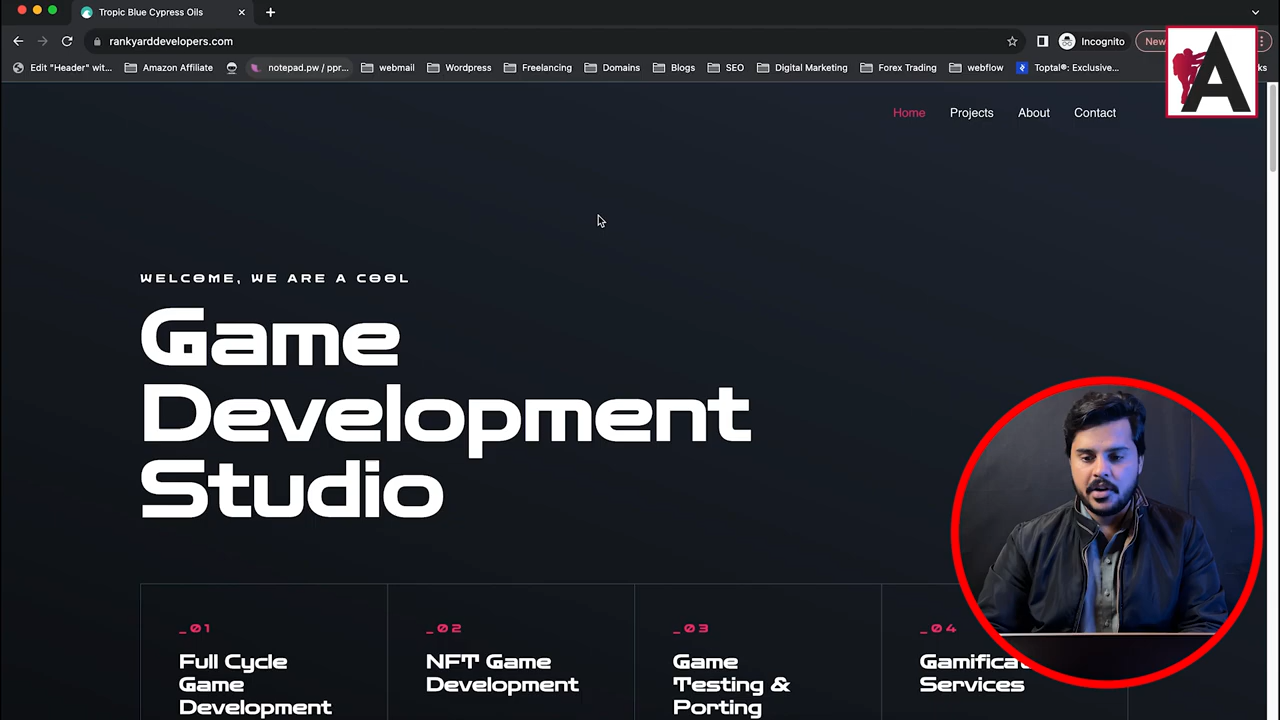 Tropic Blue Cypress Oils
rankyarddevelopers.com
Incognito
New
Edit "Header" wit...
Amazon Affiliate
notepad.pw / ppr...
webmail
Wordpress
Freelancing
Domains
Blogs
SEO
Digital Marketing
Forex Trading
webflow
Toptal®: Exclusive...
A
Home
Projects
About
Contact
WELCOME, WE ARE A COOL
Game
Development
Studio
_01
Full Cycle
Game
Development
_02
NFT Game
Development
_03
Game
Testing &
Porting
_04
Gamificat
Services